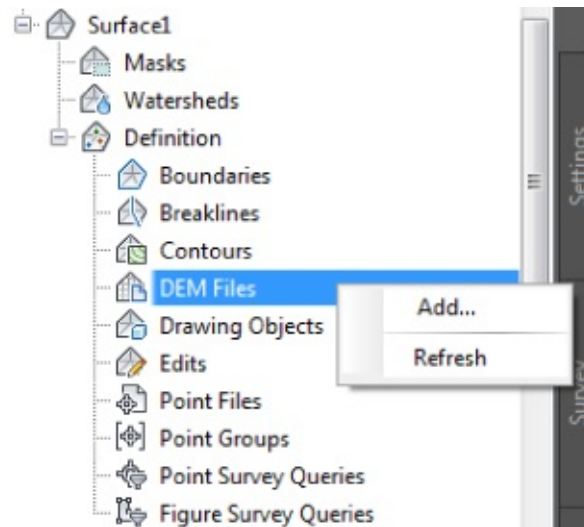 Surface1
Masks
Watersheds
Definition
Boundaries
Breaklines
Contours
DEM Files
Add...
Drawing Objects
Refresh
Edits
Point Files
Point Groups
Point Survey Queries
Figure Survey Queries
Settings
Survey